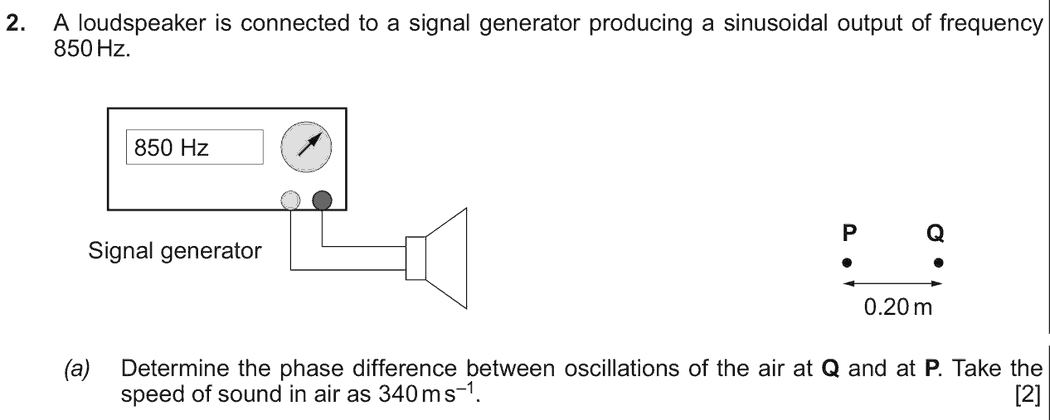 2. A loudspeaker is connected to a signal generator producing a sinusoidal output of frequency
850 Hz.
850 Hz
Signal generator
P Q
0.20 m
(a) Determine the phase difference between oscillations of the air at Q and at P. Take the
speed of sound in air as 340 m s⁻¹. [2]